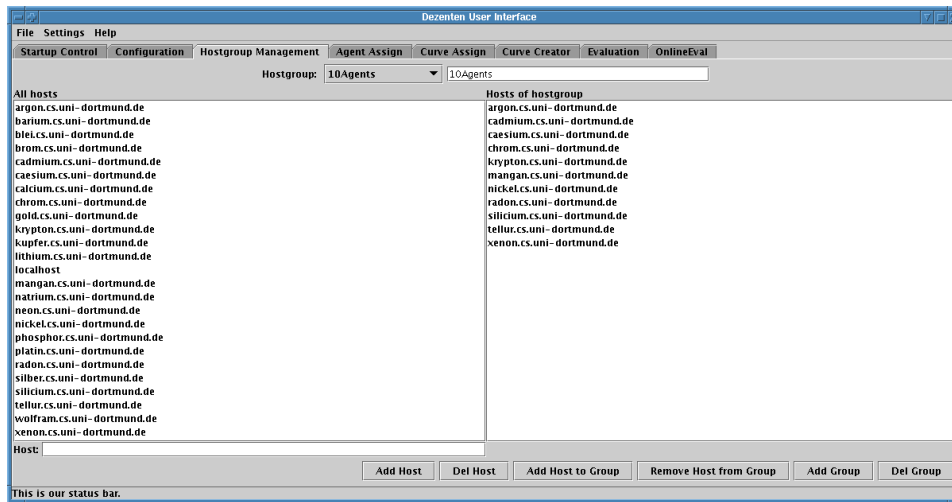 Dezenten User Interface
File Settings Help
Startup Control Configuration Hostgroup Management Agent Assign Curve Assign Curve Creator Evaluation OnlineEval
Hostgroup: 10Agents 10Agents
All hosts
argon.cs.uni-dortmund.de
barium.cs.uni-dortmund.de
blei.cs.uni-dortmund.de
brom.cs.uni-dortmund.de
cadmium.cs.uni-dortmund.de
caesium.cs.uni-dortmund.de
calcium.cs.uni-dortmund.de
chrom.cs.uni-dortmund.de
gold.cs.uni-dortmund.de
krypton.cs.uni-dortmund.de
kupfer.cs.uni-dortmund.de
lithium.cs.uni-dortmund.de
localhost
mangan.cs.uni-dortmund.de
natrium.cs.uni-dortmund.de
neon.cs.uni-dortmund.de
nickel.cs.uni-dortmund.de
phosphor.cs.uni-dortmund.de
platin.cs.uni-dortmund.de
radon.cs.uni-dortmund.de
silber.cs.uni-dortmund.de
silicium.cs.uni-dortmund.de
tellur.cs.uni-dortmund.de
wolfram.cs.uni-dortmund.de
xenon.cs.uni-dortmund.de
Hosts of hostgroup
argon.cs.uni-dortmund.de
cadmium.cs.uni-dortmund.de
caesium.cs.uni-dortmund.de
chrom.cs.uni-dortmund.de
krypton.cs.uni-dortmund.de
mangan.cs.uni-dortmund.de
nickel.cs.uni-dortmund.de
radon.cs.uni-dortmund.de
silicium.cs.uni-dortmund.de
tellur.cs.uni-dortmund.de
xenon.cs.uni-dortmund.de
Host:
Add Host Del Host Add Host to Group Remove Host from Group Add Group Del Group
This is our status bar.